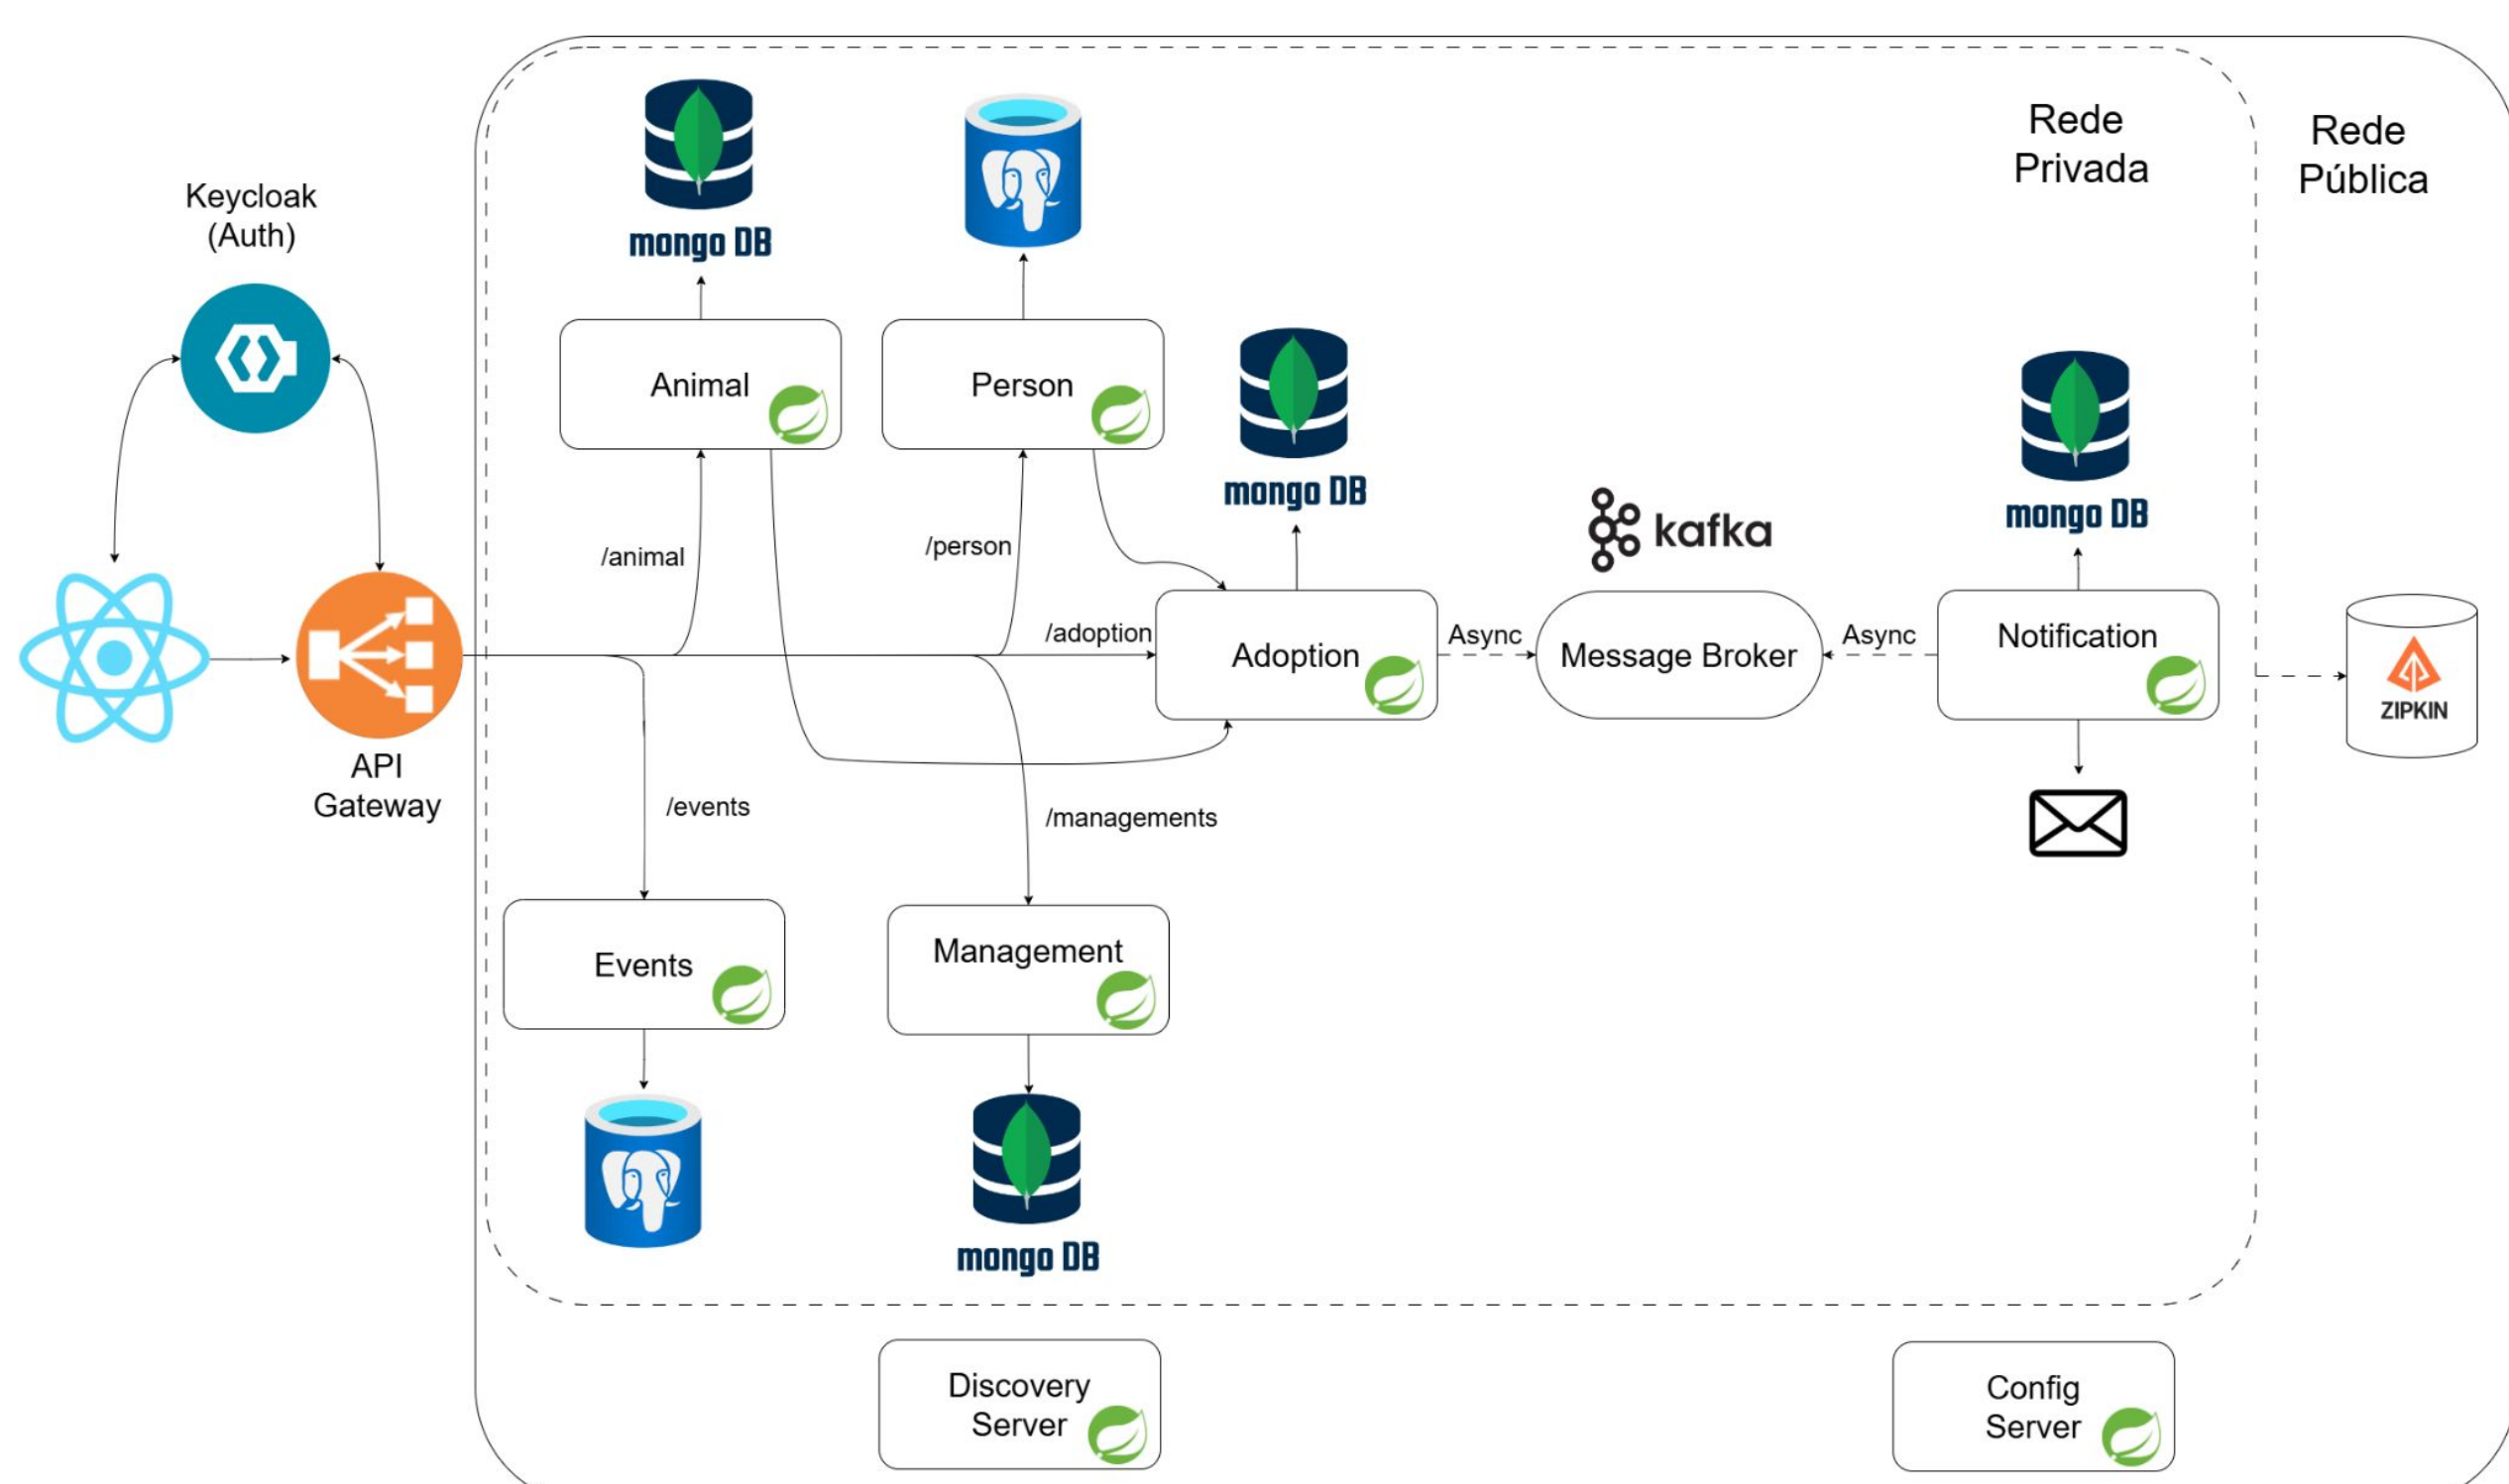 Rede
Privada
Rede
Pública
Keycloak
(Auth)
mongo DB
Animal
Person
mongo DB
mongo DB
kafka
/animal
/person
/adoption
Adoption
Async
Message Broker
Async
Notification
ZIPKIN
API
Gateway
/events
/managements
Events
Management
mongo DB
Discovery
Server
Config
Server